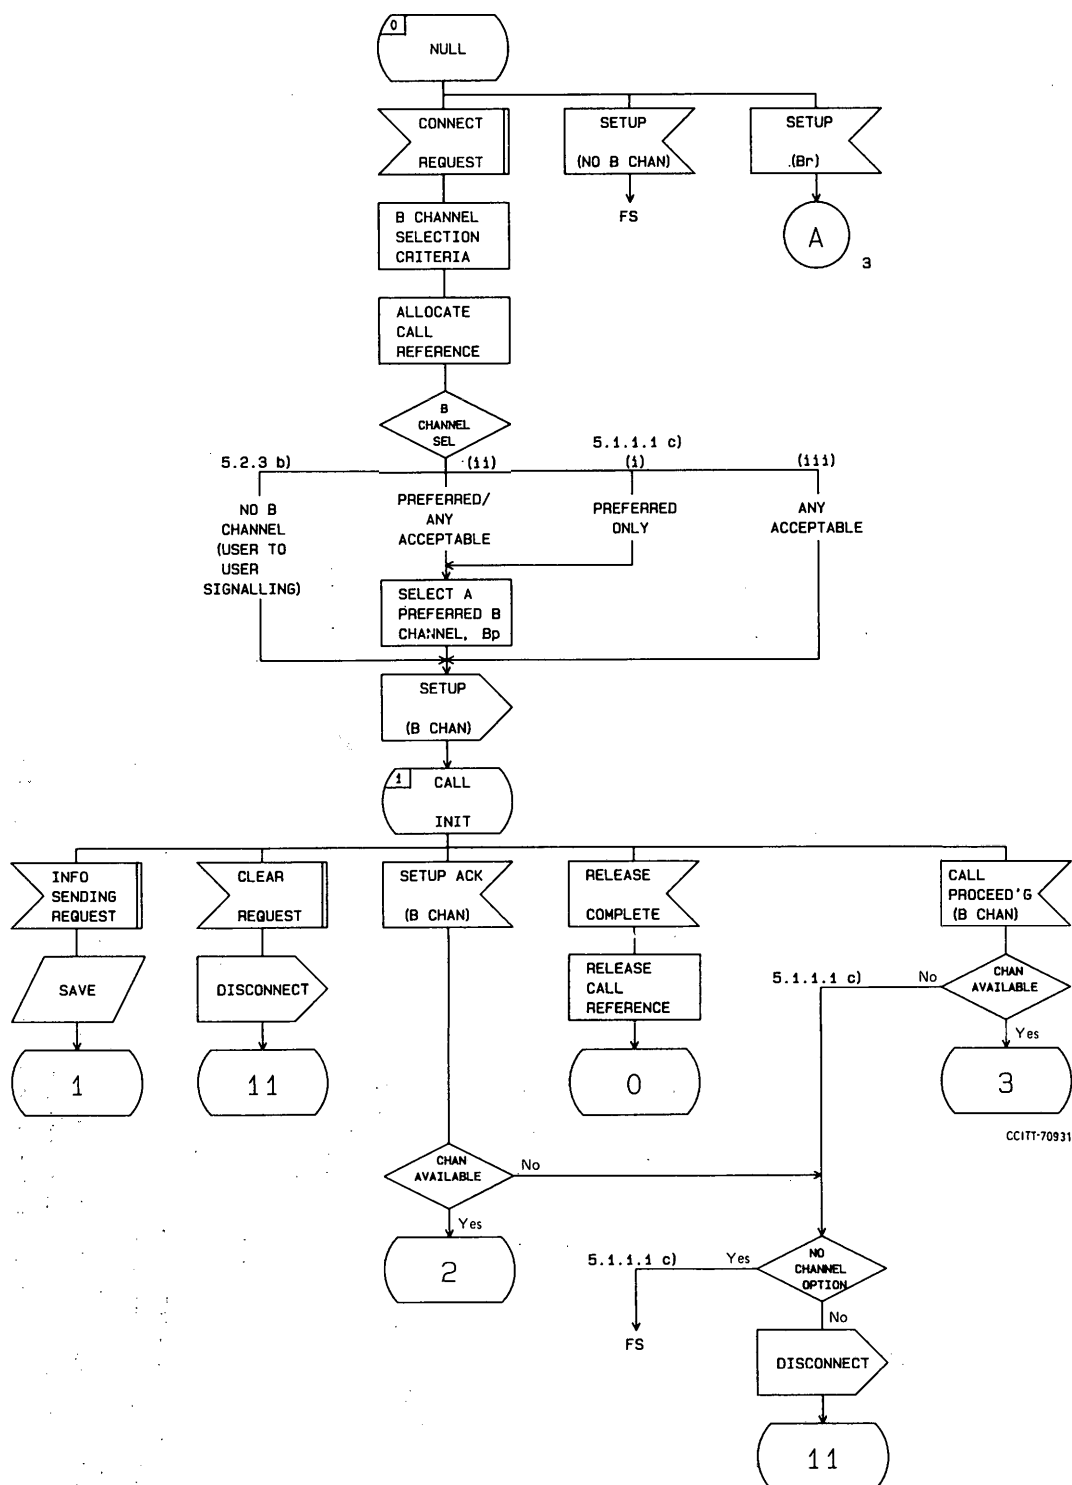 0
NULL
CONNECT
REQUEST
SETUP
(NO B CHAN)
SETUP
(Br)
FS
A
3
B CHANNEL
SELECTION
CRITERIA
ALLOCATE
CALL
REFERENCE
B
CHANNEL
SEL
5.2.3 b)
(ii)
5.1.1.1 c)
(i)
(iii)
NO B
CHANNEL
(USER TO
USER
SIGNALLING)
PREFERRED/
ANY
ACCEPTABLE
PREFERRED
ONLY
ANY
ACCEPTABLE
SELECT A
PREFERRED B
CHANNEL, Bp
SETUP
(B CHAN)
1
CALL
INIT
INFO
SENDING
REQUEST
CLEAR
REQUEST
SETUP ACK
(B CHAN)
RELEASE
COMPLETE
CALL
PROCEED'G
(B CHAN)
SAVE
DISCONNECT
RELEASE
CALL
REFERENCE
5.1.1.1 c)
No
CHAN
AVAILABLE
Yes
1
11
0
3
CCITT-70931
CHAN
AVAILABLE
No
Yes
2
5.1.1.1 c)
Yes
NO
CHANNEL
OPTION
No
FS
DISCONNECT
11